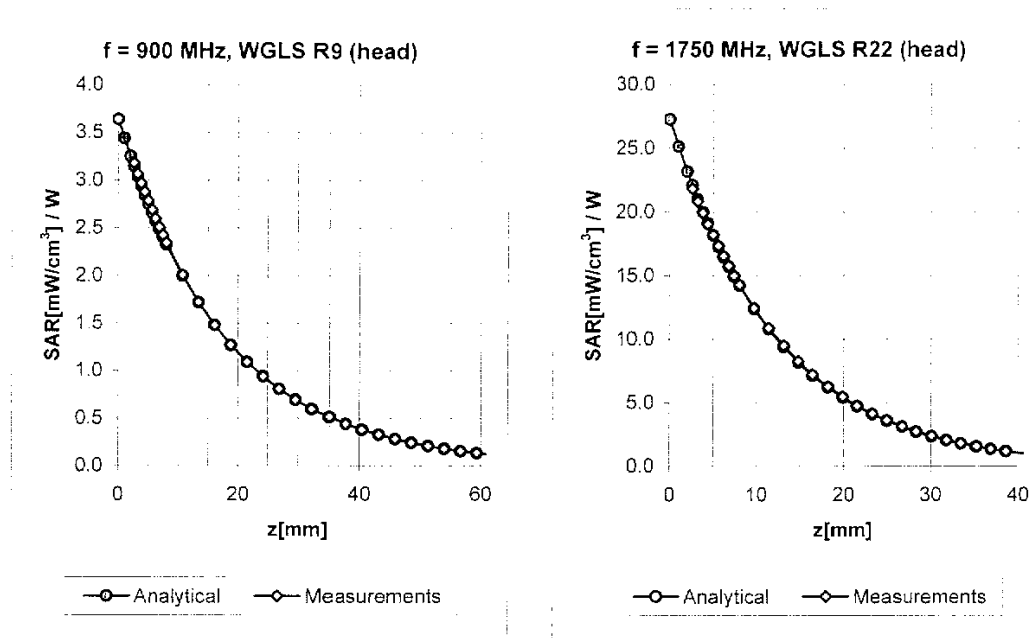 f = 900 MHz, WGLS R9 (head)
4.0
3.5
3.0
2.5
2.0
1.5
1.0
0.5
0.0
SAR[mW/cm³] / W
0 20 40 60
z[mm]
Analytical Measurements
f = 1750 MHz, WGLS R22 (head)
30.0
25.0
20.0
15.0
10.0
5.0
0.0
SAR[mW/cm³] / W
0 10 20 30 40
z[mm]
Analytical Measurements